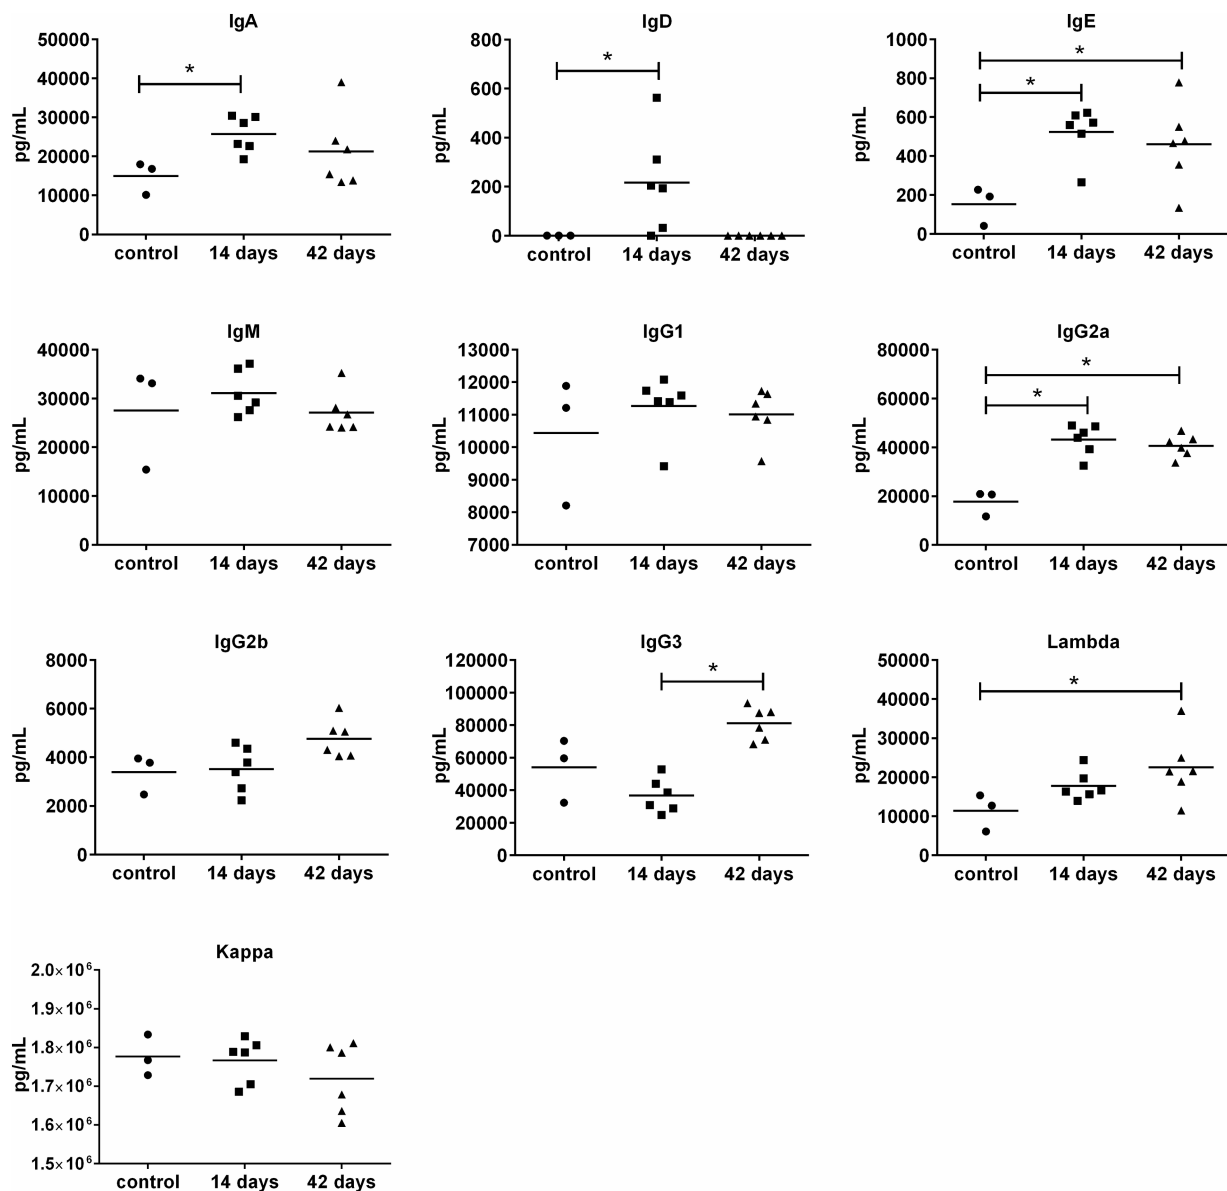 IgA
50000
40000
30000
20000
10000
0
pg/mL
*
control 14 days 42 days
IgD
800
600
400
200
0
pg/mL
*
control 14 days 42 days
IgE
1000
800
600
400
200
0
pg/mL
*
*
control 14 days 42 days
IgM
40000
30000
20000
10000
0
pg/mL
control 14 days 42 days
IgG1
13000
12000
11000
10000
9000
8000
7000
pg/mL
control 14 days 42 days
IgG2a
80000
60000
40000
20000
0
pg/mL
*
*
control 14 days 42 days
IgG2b
8000
6000
4000
2000
0
pg/mL
control 14 days 42 days
IgG3
120000
100000
80000
60000
40000
20000
0
pg/mL
*
control 14 days 42 days
Lambda
50000
40000
30000
20000
10000
0
pg/mL
*
control 14 days 42 days
Kappa
2.0×10⁶
1.9×10⁶
1.8×10⁶
1.7×10⁶
1.6×10⁶
1.5×10⁶
pg/mL
control 14 days 42 days